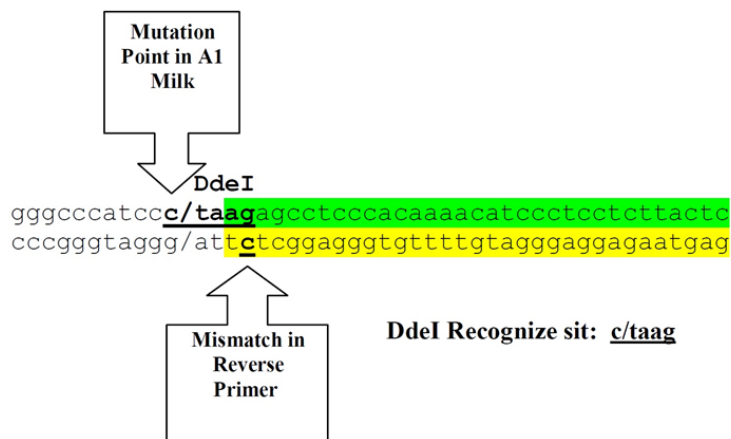 Mutation
Point in A1
Milk
DdeI
gggcccatccc/taagagcctcccacaaaacatccctcctcttactc
cccgggtaggg/attctcggagggtgttttgtagggaggagaatgag
Mismatch in
Reverse
Primer
DdeI Recognize sit: c/taag